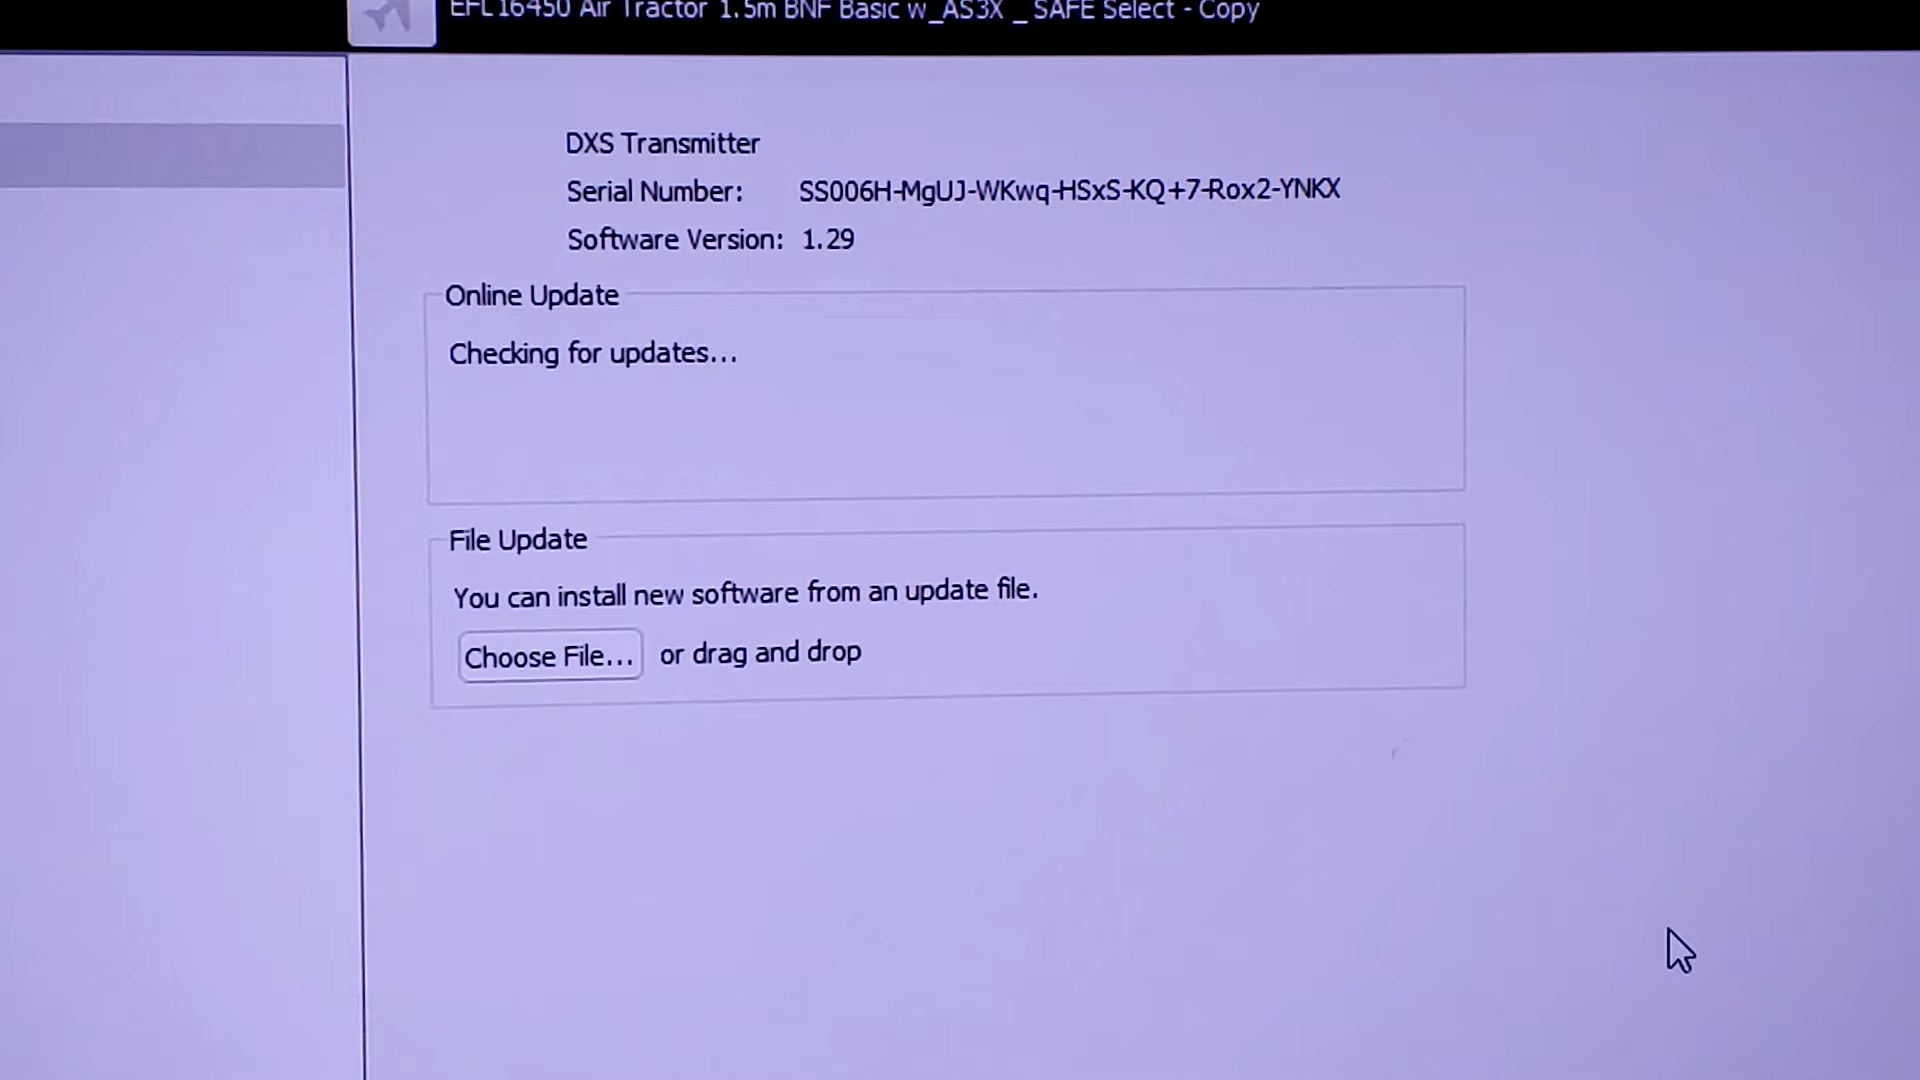 EFL16450 Air Tractor 1.5m BNF Basic w_AS3X _ SAFE Select - Copy
DXS Transmitter
Serial Number: SS006H-MgUJ-WKwq-HSxS-KQ+7-Rox2-YNKX
Software Version: 1.29
Online Update
Checking for updates...
File Update
You can install new software from an update file.
Choose File... or drag and drop